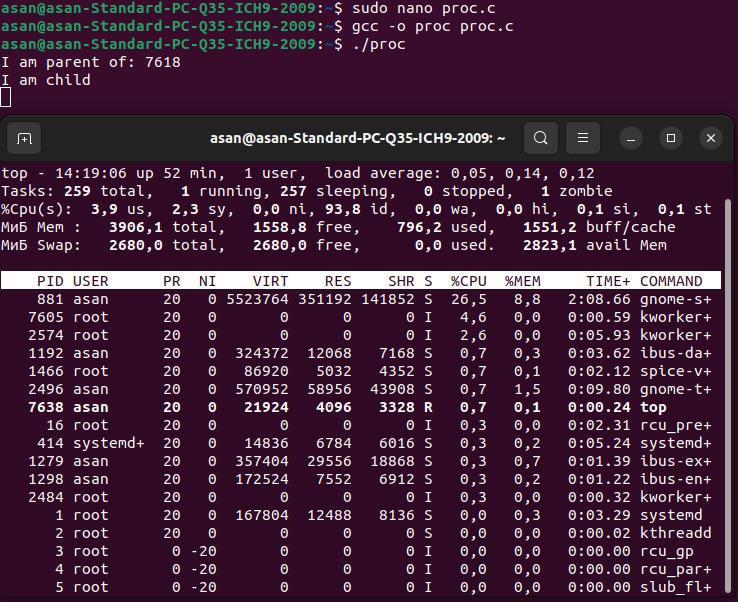 asan@asan-Standard-PC-Q35-ICH9-2009:~$ sudo nano proc.c
asan@asan-Standard-PC-Q35-ICH9-2009:~$ gcc -o proc proc.c
asan@asan-Standard-PC-Q35-ICH9-2009:~$ ./proc
I am parent of: 7618
I am child
asan@asan-Standard-PC-Q35-ICH9-2009: ~
top - 14:19:06 up 52 min,  1 user,  load average: 0,05, 0,14, 0,12
Tasks: 259 total,   1 running, 257 sleeping,   0 stopped,   1 zombie
%Cpu(s):  3,9 us,  2,3 sy,  0,0 ni, 93,8 id,  0,0 wa,  0,0 hi,  0,1 si,  0,1 st
МиБ Mem :   3906,1 total,   1558,8 free,    796,2 used,   1551,2 buff/cache
МиБ Swap:   2680,0 total,   2680,0 free,      0,0 used.   2823,1 avail Mem
PID USER      PR  NI    VIRT    RES    SHR S  %CPU  %MEM     TIME+ COMMAND
881 asan      20   0 5523764 351192 141852 S  26,5   8,8   2:08.66 gnome-s+
7605 root      20   0       0      0      0 I   4,6   0,0   0:00.59 kworker+
2574 root      20   0       0      0      0 I   2,6   0,0   0:05.93 kworker+
1192 asan      20   0  324372  12068   7168 S   0,7   0,3   0:03.62 ibus-da+
1466 root      20   0   86920   5032   4352 S   0,7   0,1   0:02.12 spice-v+
2496 asan      20   0  570952  58956  43908 S   0,7   1,5   0:09.80 gnome-t+
7638 asan      20   0   21924   4096   3328 R   0,7   0,1   0:00.24 top
16 root      20   0       0      0      0 I   0,3   0,0   0:02.31 rcu_pre+
414 systemd+  20   0   14836   6784   6016 S   0,3   0,2   0:05.24 systemd+
1279 asan      20   0  357404  29556  18868 S   0,3   0,7   0:01.39 ibus-ex+
1298 asan      20   0  172524   7552   6912 S   0,3   0,2   0:01.22 ibus-en+
2484 root      20   0       0      0      0 I   0,3   0,0   0:00.32 kworker+
1 root      20   0  167804  12488   8136 S   0,0   0,3   0:03.29 systemd
2 root      20   0       0      0      0 S   0,0   0,0   0:00.02 kthreadd
3 root       0 -20       0      0      0 I   0,0   0,0   0:00.00 rcu_gp
4 root       0 -20       0      0      0 I   0,0   0,0   0:00.00 rcu_par+
5 root       0 -20       0      0      0 I   0,0   0,0   0:00.00 slub_fl+